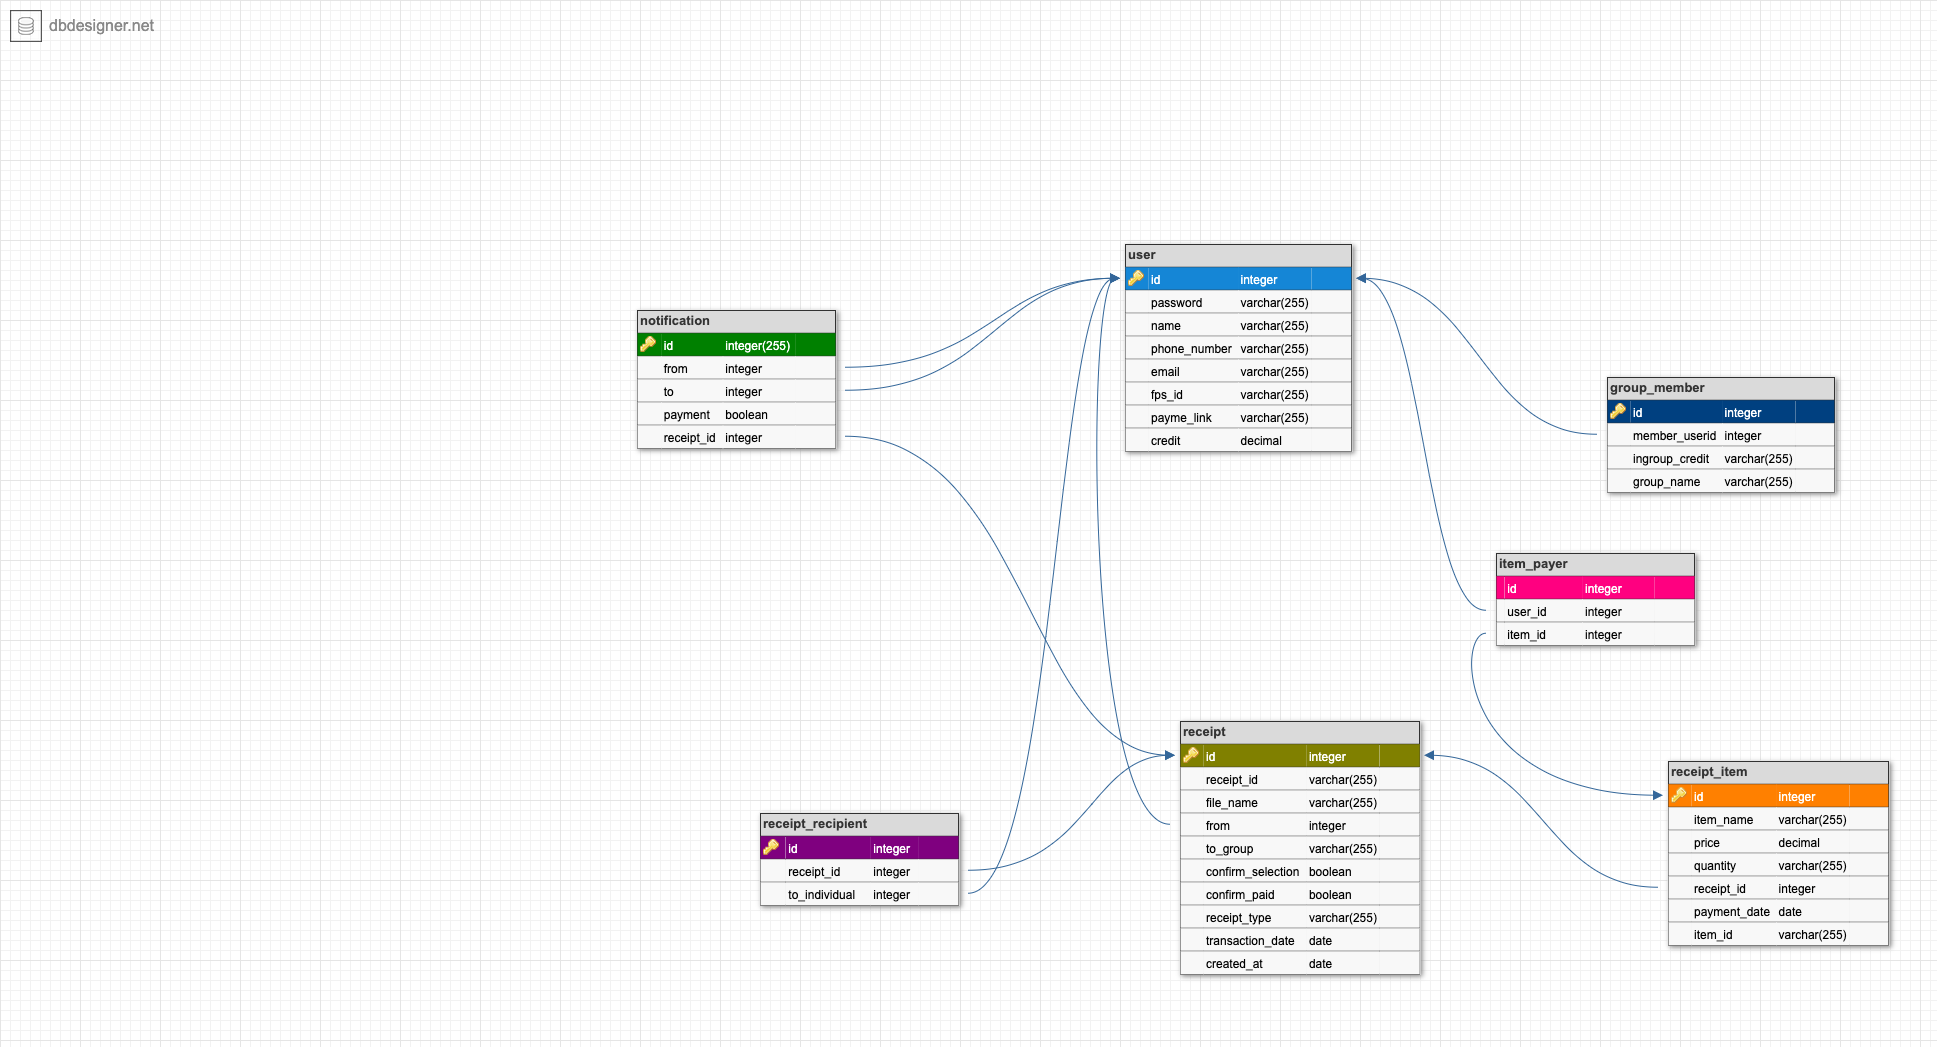 dbdesigner.net
user
id integer
password varchar(255)
name varchar(255)
phone_number varchar(255)
email varchar(255)
fps_id varchar(255)
payme_link varchar(255)
credit decimal
notification
id integer(255)
from integer
to integer
payment boolean
receipt_id integer
group_member
id integer
member_userid integer
ingroup_credit varchar(255)
group_name varchar(255)
item_payer
id integer
user_id integer
item_id integer
receipt
id integer
receipt_id varchar(255)
file_name varchar(255)
from integer
to_group varchar(255)
confirm_selection boolean
confirm_paid boolean
receipt_type varchar(255)
transaction_date date
created_at date
receipt_item
id integer
item_name varchar(255)
price decimal
quantity varchar(255)
receipt_id integer
payment_date date
item_id varchar(255)
receipt_recipient
id integer
receipt_id integer
to_individual integer